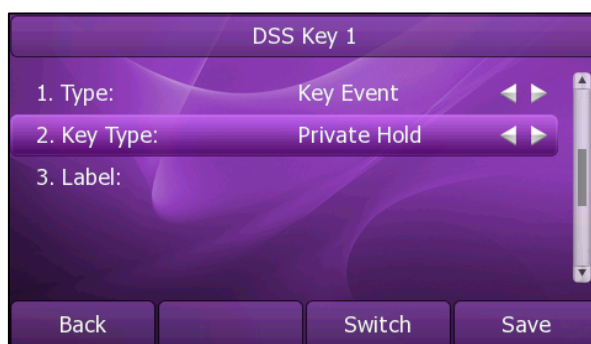 DSS Key 1
1. Type: Key Event
2. Key Type: Private Hold
3. Label:
Back Switch Save